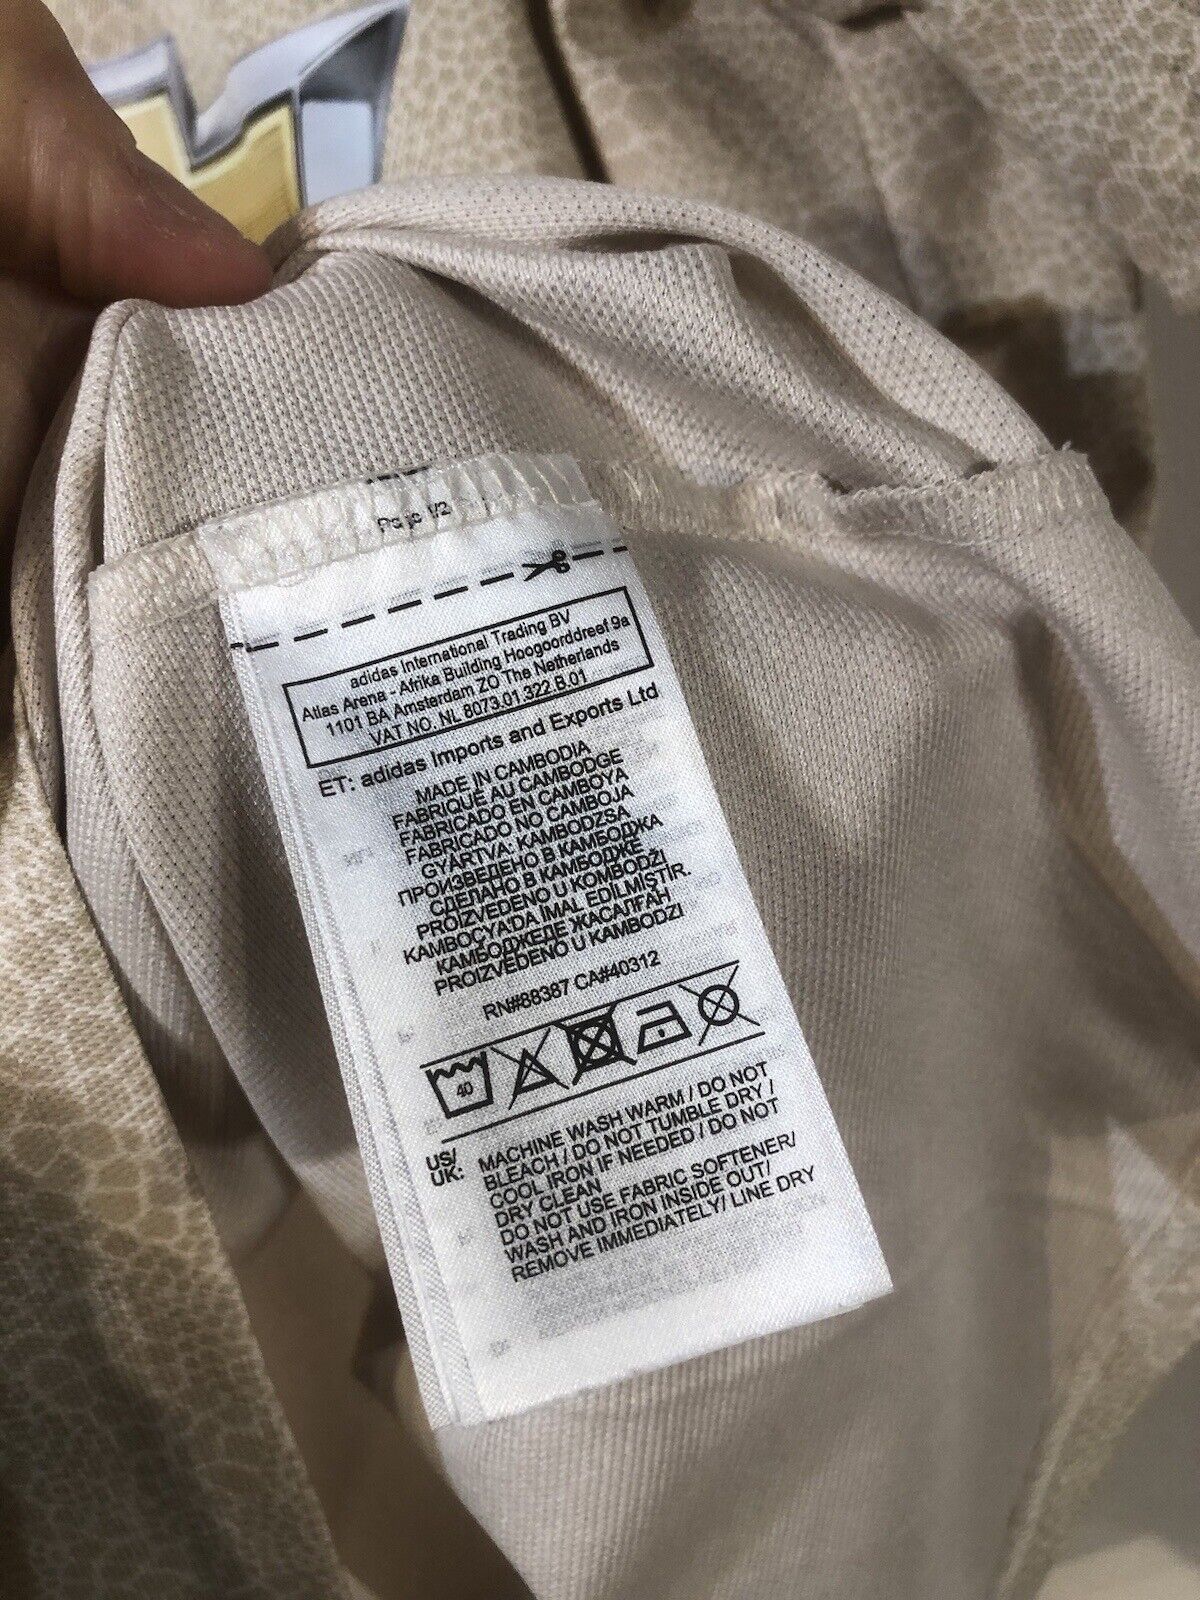 Page 1/2
adidas International Trading BV
Atlas Arena - Afrika Building Hoogoorddreef 9a
1101 BA Amsterdam ZO The Netherlands
VAT NO. NL 8073.01.322.B.01
ET: adidas Imports and Exports Ltd
MADE IN CAMBODIA
FABRIQUÉ AU CAMBODGE
FABRICADO EN CAMBOYA
FABRICADO NO CAMBOJA
GYÁRTVA: KAMBODZSA
ПРОИЗВЕДЕНО В КАМБОДЖА
СДЕЛАНО В КАМБОДЖЕ
PROIZVEDENO U KOMBODŽI
KAMBOÇYA'DA İMAL EDİLMİŞTİR.
КАМБОДЖЕДЕ ЖАСАЛҒАН
PROIZVEDENO U KAMBODŽI
RN#88387 CA#40312
40
US/
UK:
MACHINE WASH WARM / DO NOT
BLEACH / DO NOT TUMBLE DRY /
COOL IRON IF NEEDED / DO NOT
DRY CLEAN
DO NOT USE FABRIC SOFTENER/
WASH AND IRON INSIDE OUT/
REMOVE IMMEDIATELY/ LINE DRY